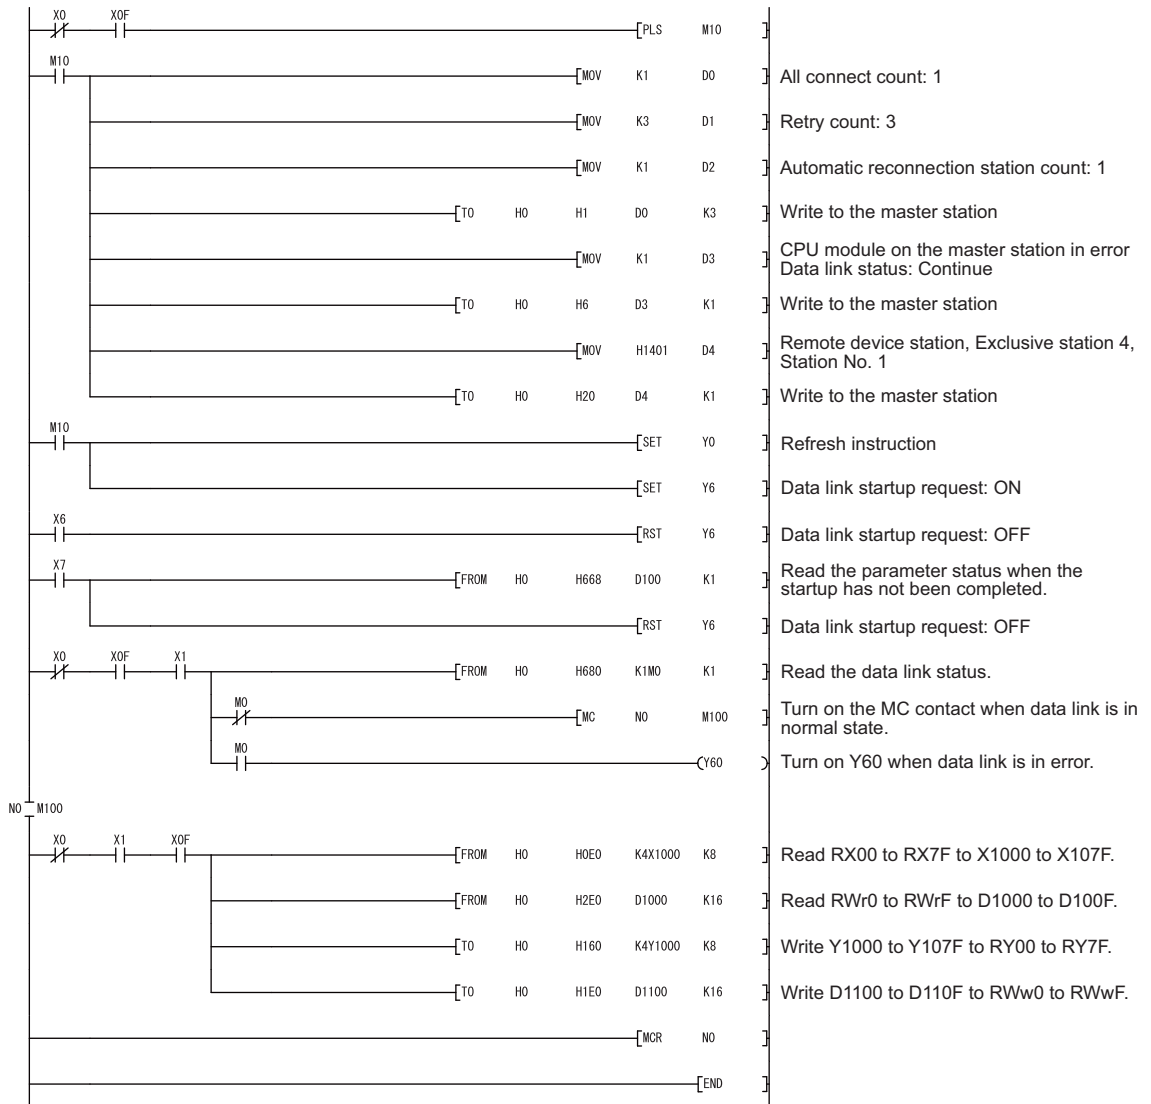 X0 X0F
PLS M10
M10
MOV K1 D0 All connect count: 1
MOV K3 D1 Retry count: 3
MOV K1 D2 Automatic reconnection station count: 1
TO H0 H1 D0 K3 Write to the master station
MOV K1 D3 CPU module on the master station in error
Data link status: Continue
TO H0 H6 D3 K1 Write to the master station
MOV H1401 D4 Remote device station, Exclusive station 4,
Station No. 1
TO H0 H20 D4 K1 Write to the master station
M10
SET Y0 Refresh instruction
SET Y6 Data link startup request: ON
X6
RST Y6 Data link startup request: OFF
X7
FROM H0 H668 D100 K1 Read the parameter status when the
startup has not been completed.
RST Y6 Data link startup request: OFF
X0 X0F X1
FROM H0 H680 K1M0 K1 Read the data link status.
M0
MC N0 M100 Turn on the MC contact when data link is in
normal state.
M0
Y60 Turn on Y60 when data link is in error.
N0 M100
X0 X1 X0F
FROM H0 H0E0 K4X1000 K8 Read RX00 to RX7F to X1000 to X107F.
FROM H0 H2E0 D1000 K16 Read RWr0 to RWrF to D1000 to D100F.
TO H0 H160 K4Y1000 K8 Write Y1000 to Y107F to RY00 to RY7F.
TO H0 H1E0 D1100 K16 Write D1100 to D110F to RWw0 to RWwF.
MCR N0
END